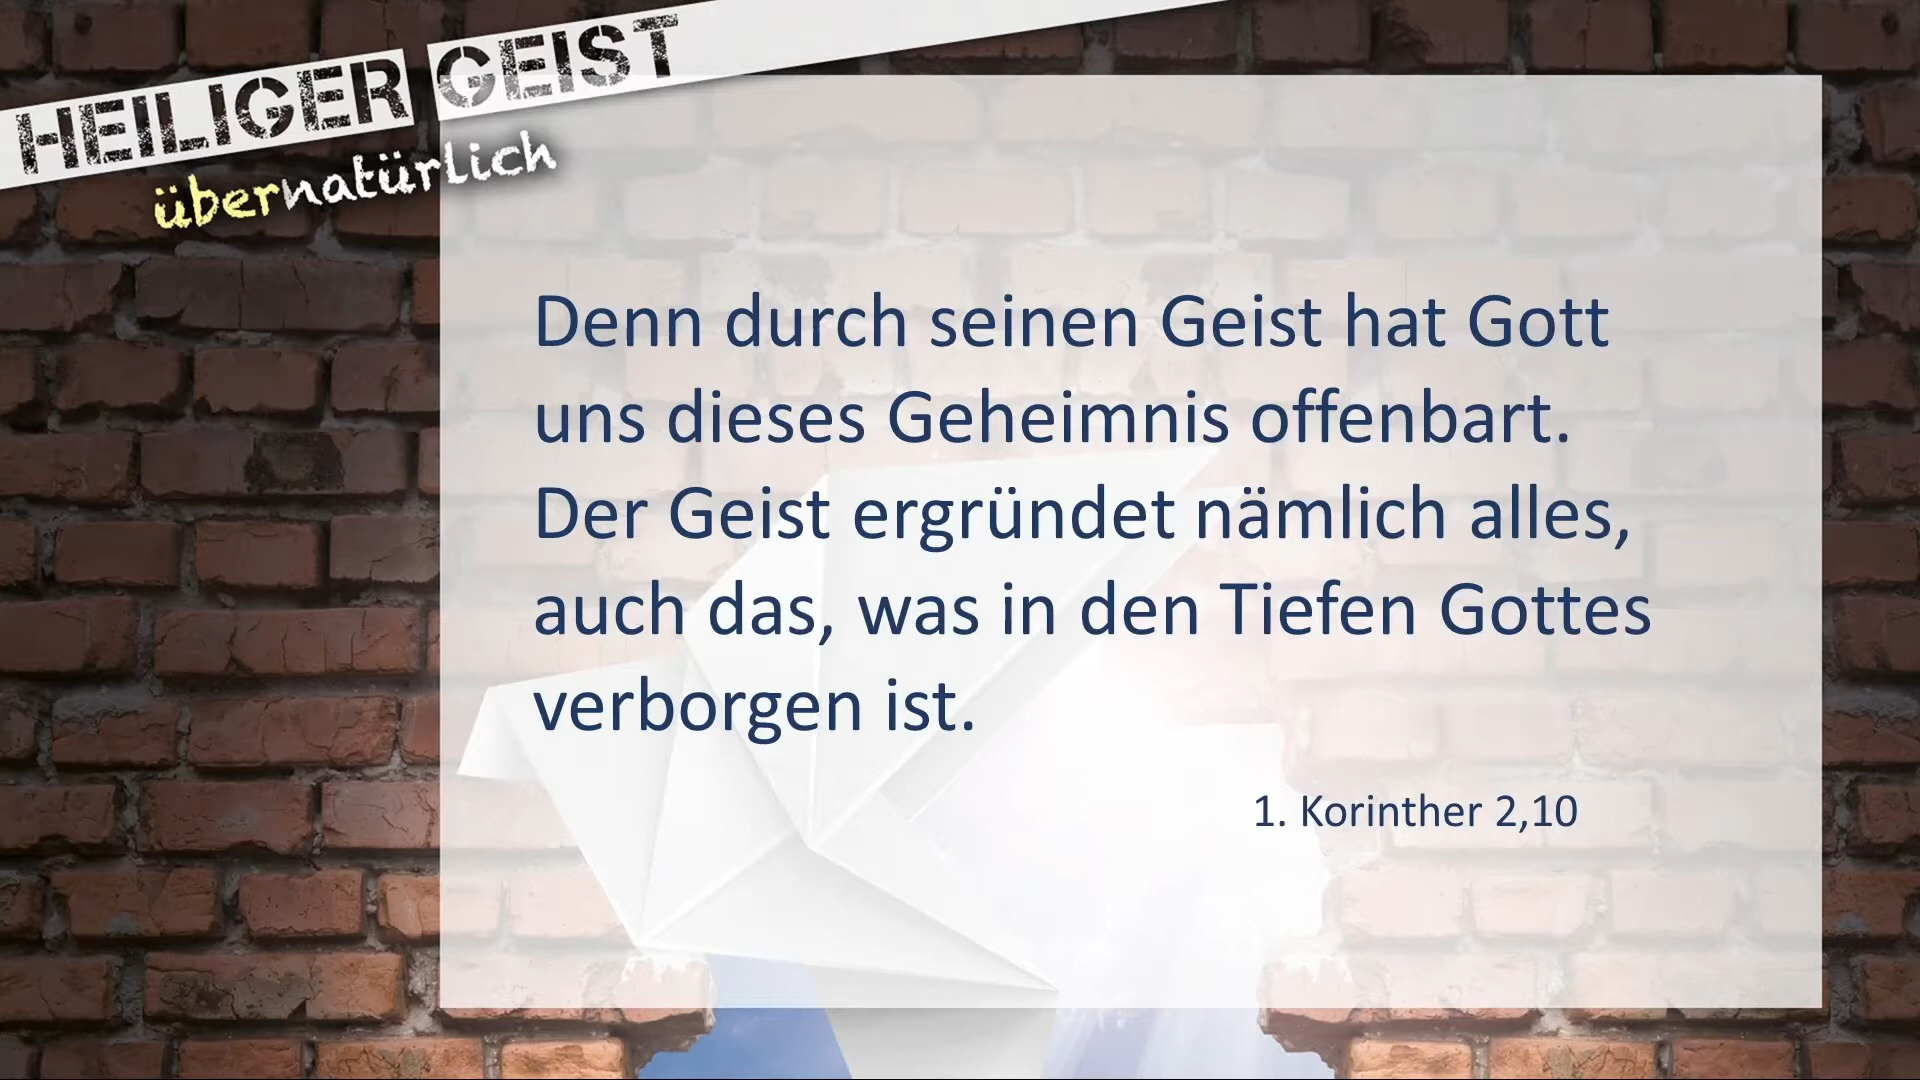 HEILIGER GEIST
übernatürlich
Denn durch seinen Geist hat Gott
uns dieses Geheimnis offenbart.
Der Geist ergründet nämlich alles,
auch das, was in den Tiefen Gottes
verborgen ist.
1. Korinther 2,10